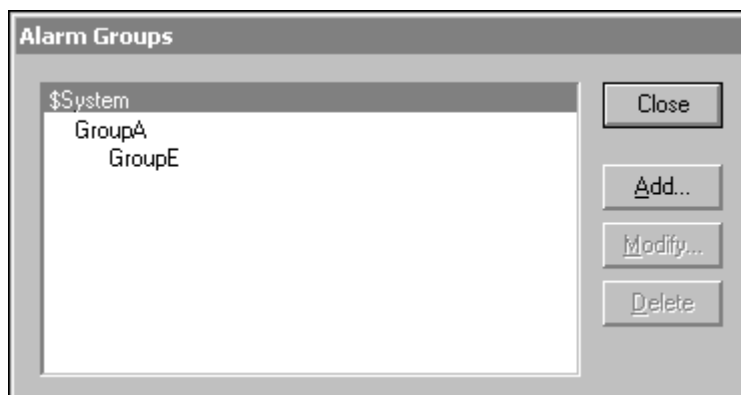 Alarm Groups
$System
GroupA
GroupE
Close
Add...
Modify...
Delete